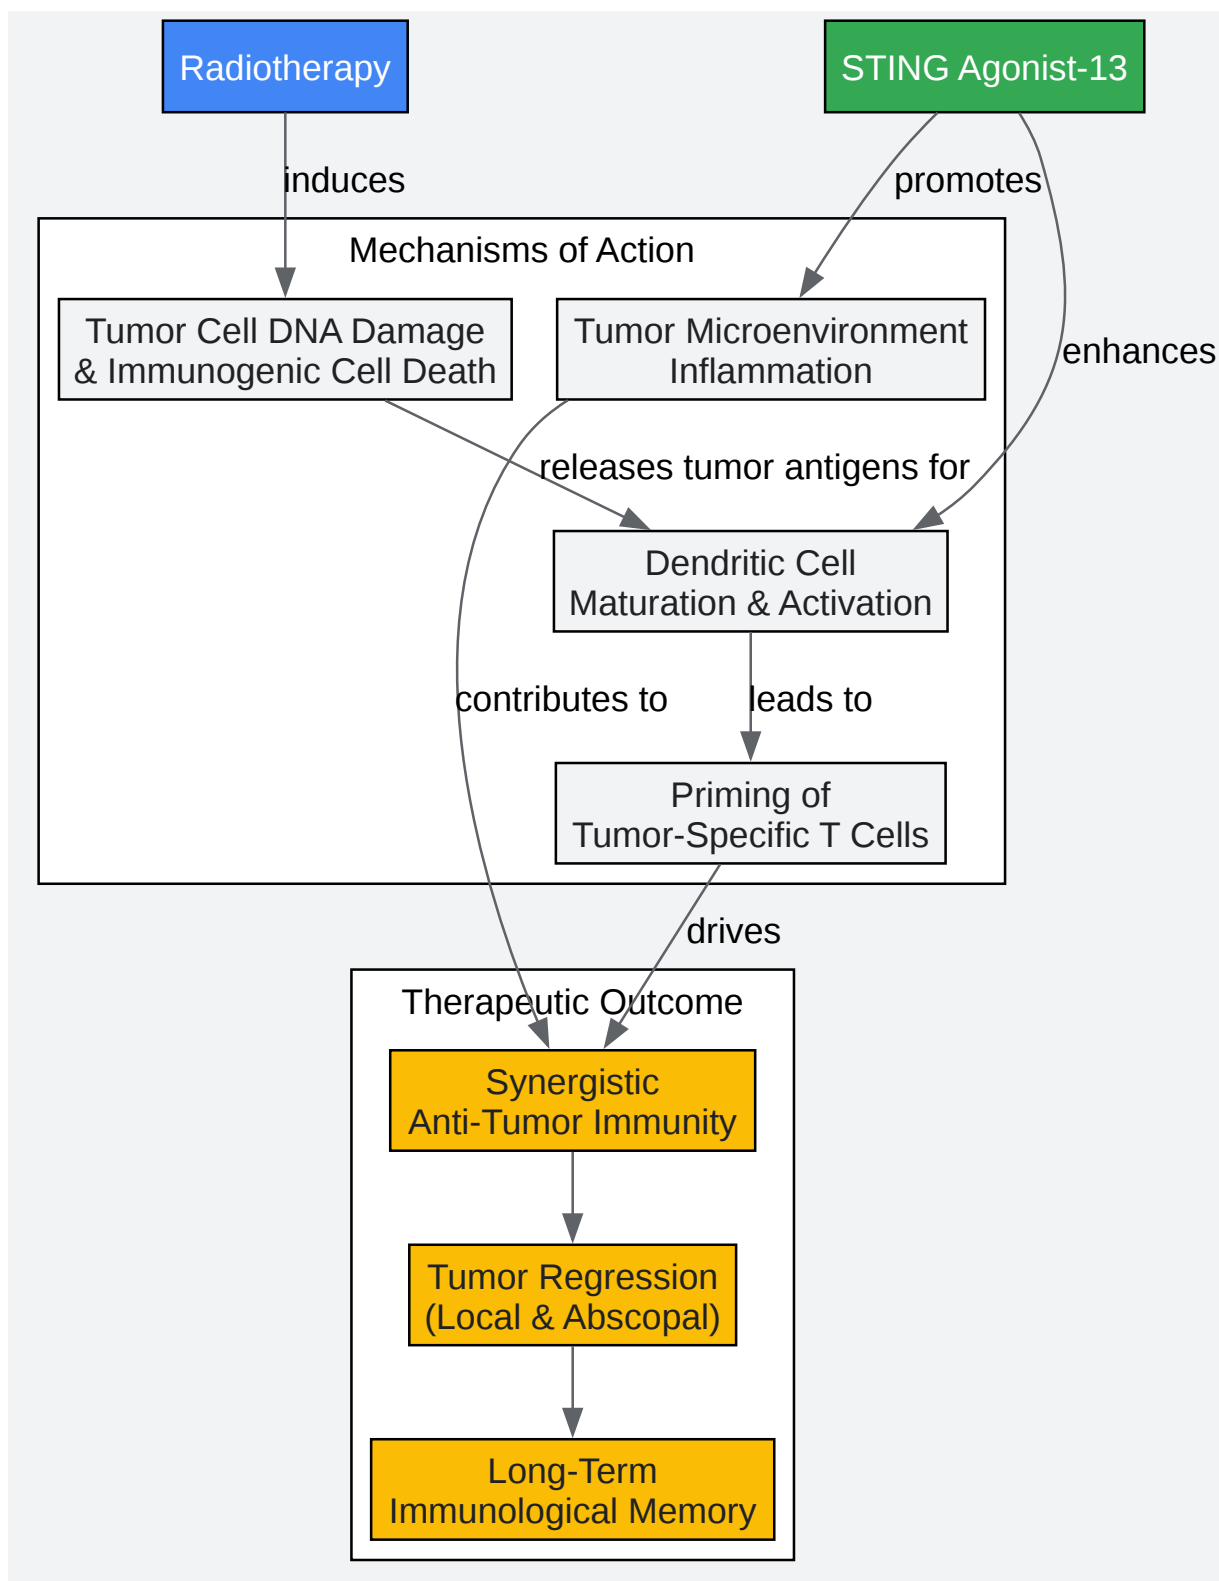 Radiotherapy
STING Agonist-13
induces
promotes
Mechanisms of Action
Tumor Cell DNA Damage
& Immunogenic Cell Death
Tumor Microenvironment
Inflammation
enhances
releases tumor antigens for
Dendritic Cell
Maturation & Activation
contributes to
leads to
Priming of
Tumor-Specific T Cells
drives
Therapeutic Outcome
Synergistic
Anti-Tumor Immunity
Tumor Regression
(Local & Abscopal)
Long-Term
Immunological Memory